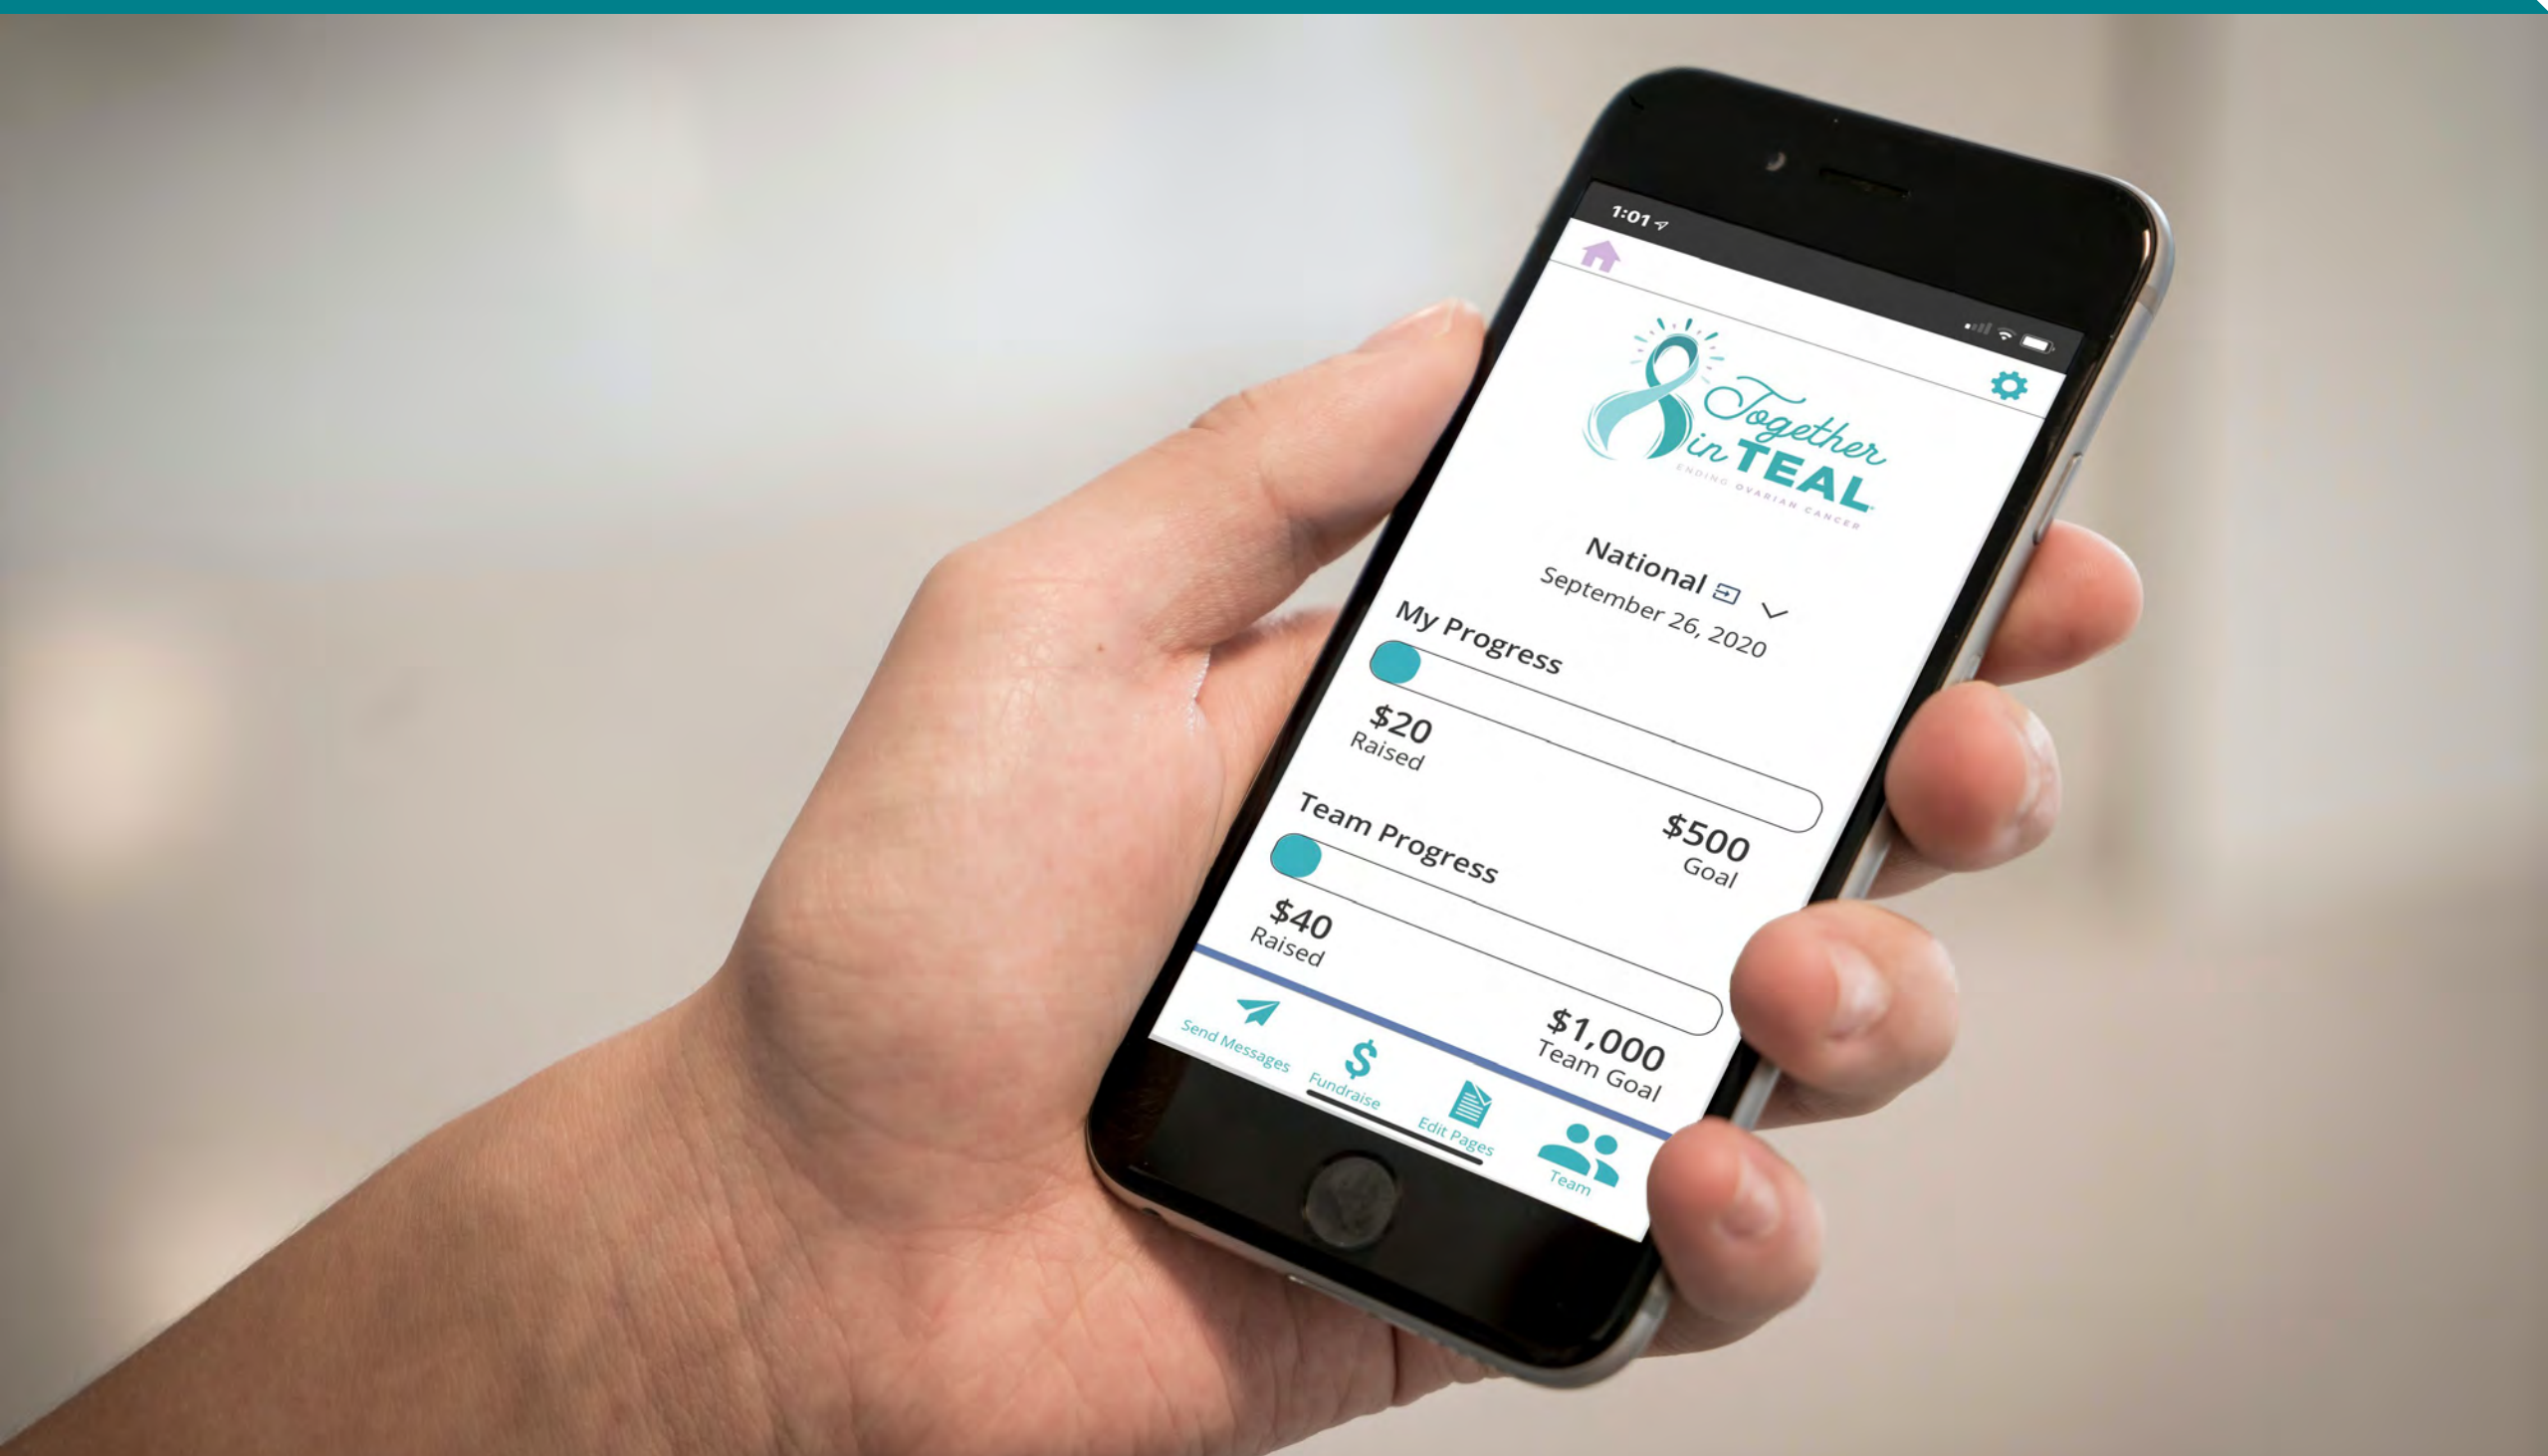 1:01
Together
in TEAL
ENDING OVARIAN CANCER
National
September 26, 2020
My Progress
$20
Raised
$500
Goal
Team Progress
$40
Raised
$1,000
Team Goal
Send Messages
Fundraise
Edit Pages
Team